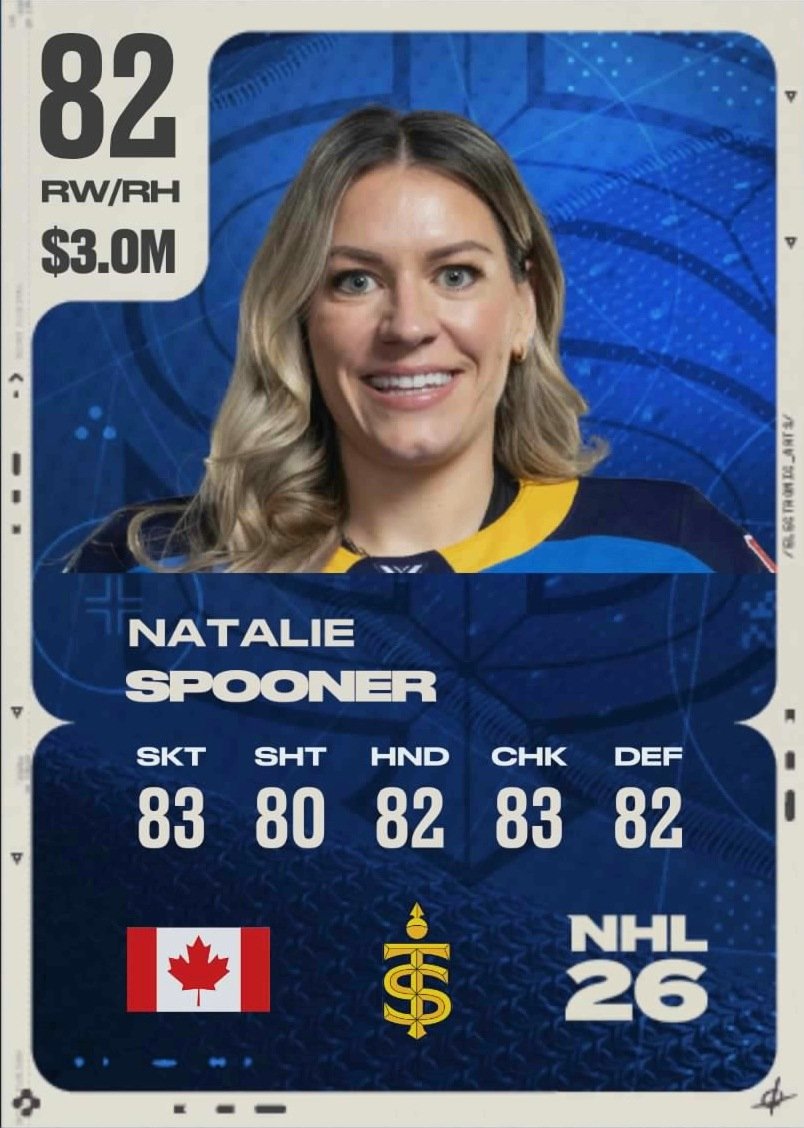 82
RW/RH
$3.0M
NATALIE
SPOONER
SKT SHT HND CHK DEF
83 80 82 83 82
TS
NHL
26